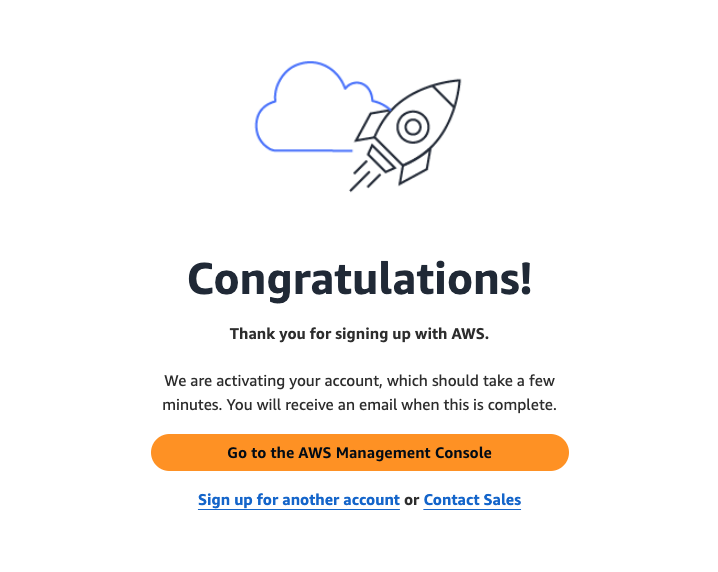 Congratulations!
Thank you for signing up with AWS.
We are activating your account, which should take a few
minutes. You will receive an email when this is complete.
Go to the AWS Management Console
Sign up for another account or Contact Sales